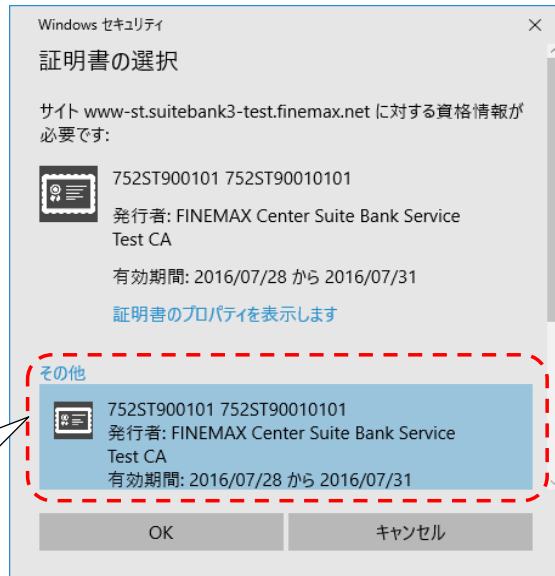 Windows セキュリティ
証明書の選択
サイト www-st.suitebank3-test.finemax.net に対する資格情報が
必要です:
752ST900101 752ST90010101
発行者: FINEMAX Center Suite Bank Service
Test CA
有効期間: 2016/07/28 から 2016/07/31
証明書のプロパティを表示します
その他
752ST900101 752ST90010101
発行者: FINEMAX Center Suite Bank Service
Test CA
有効期間: 2016/07/28 から 2016/07/31
OK キャンセル